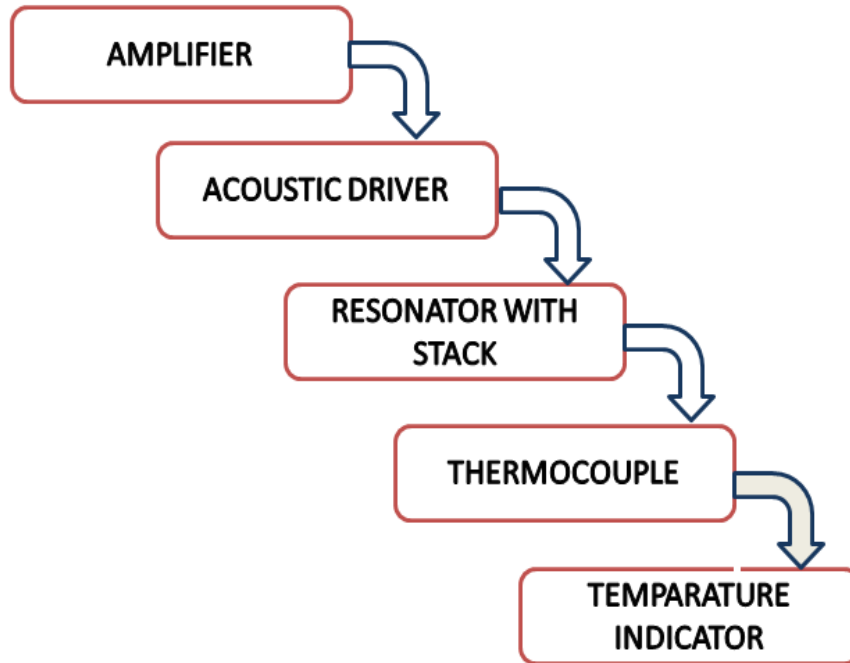 AMPLIFIER
ACOUSTIC DRIVER
RESONATOR WITH
STACK
THERMOCOUPLE
TEMPARATURE
INDICATOR